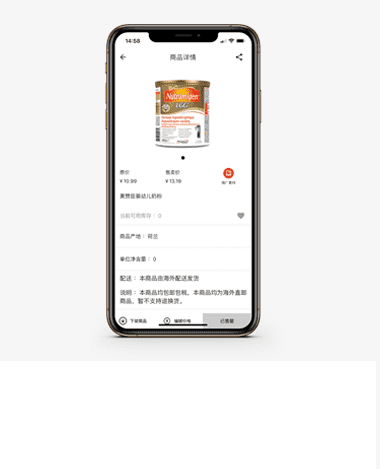 14:58
商品详情
Nutramigen
LGG
原价
售卖价
¥10.99
¥13.19
推广素材
美赞臣婴幼儿奶粉
当前可用库存： 0
商品产地： 荷兰
单位净含量： 0
配送： 本商品由海外配送发货
说明： 本商品均包邮包税，本商品均为海外直邮
商品，暂不支持退换货。
下架商品
编辑价格
已售罄